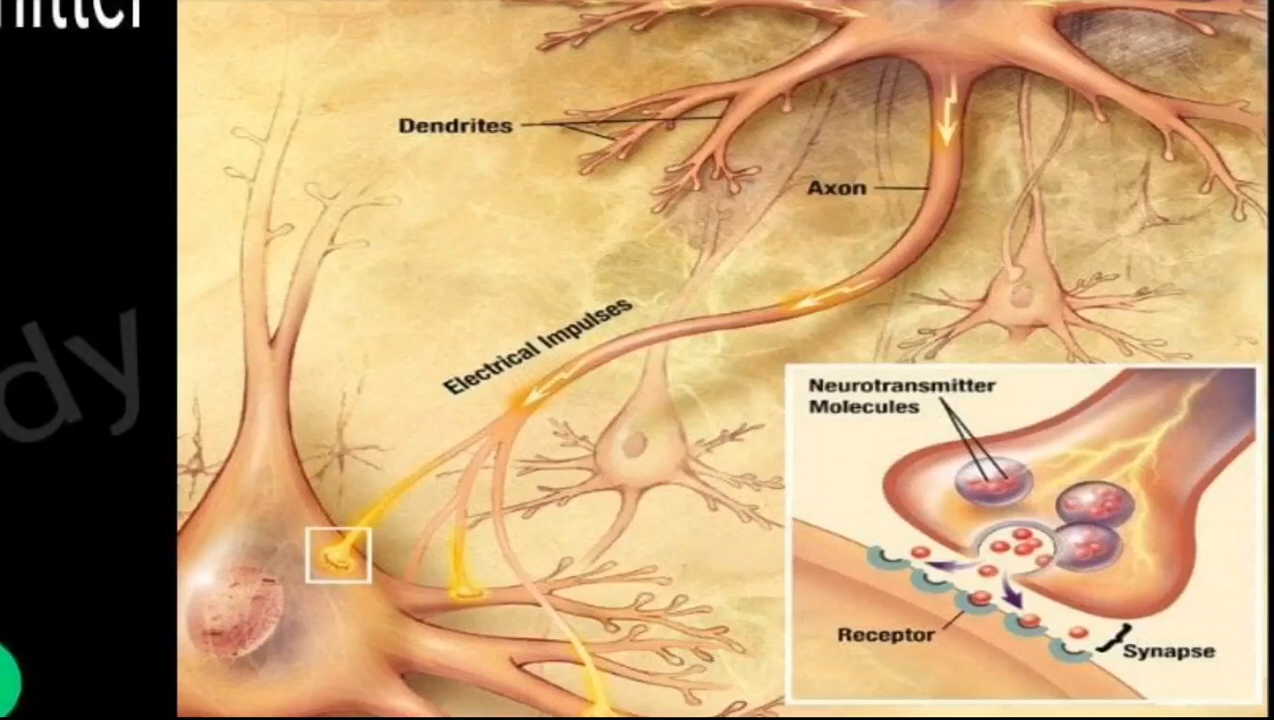 Dendrites
Axon
Electrical Impulses
Neurotransmitter
Molecules
Receptor
Synapse